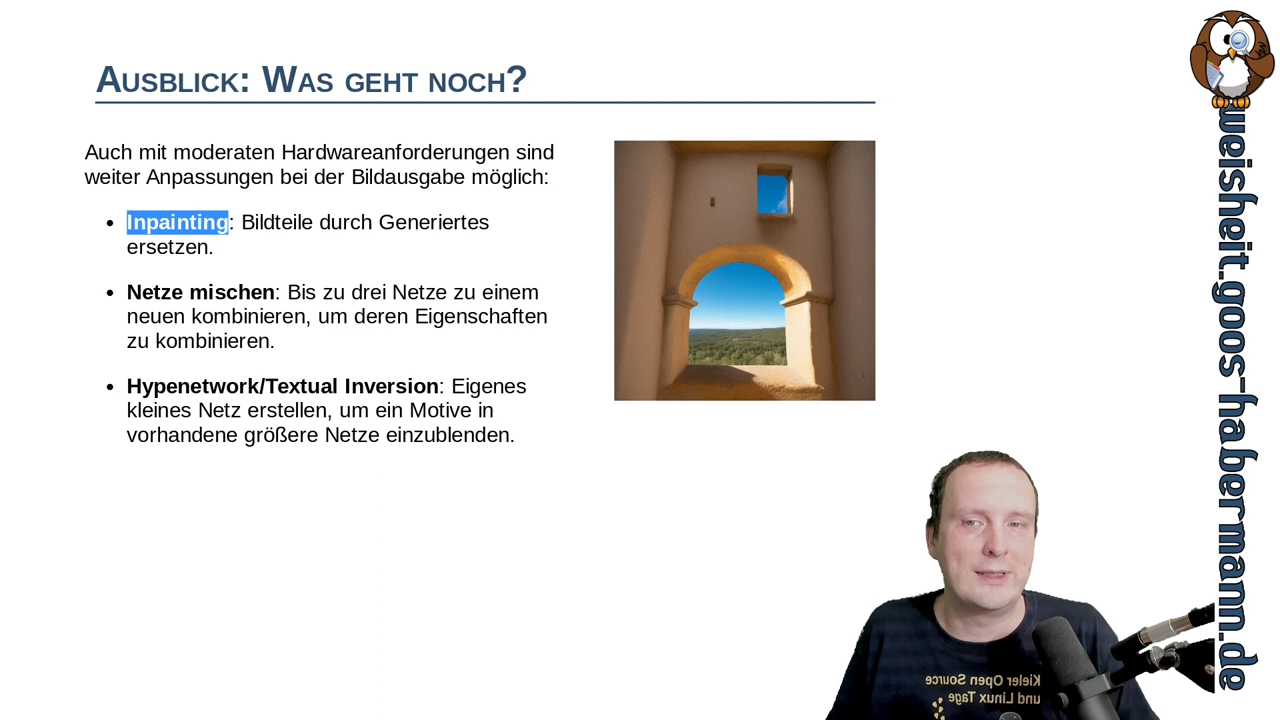 Ausblick: Was geht noch?
Auch mit moderaten Hardwareanforderungen sind
weiter Anpassungen bei der Bildausgabe möglich:
• Inpainting: Bildteile durch Generiertes
ersetzen.
• Netze mischen: Bis zu drei Netze zu einem
neuen kombinieren, um deren Eigenschaften
zu kombinieren.
• Hypenetwork/Textual Inversion: Eigenes
kleines Netz erstellen, um ein Motive in
vorhandene größere Netze einzublenden.
weisheit.goos-habermann.de
Kieler Open Source
und Linux Tage